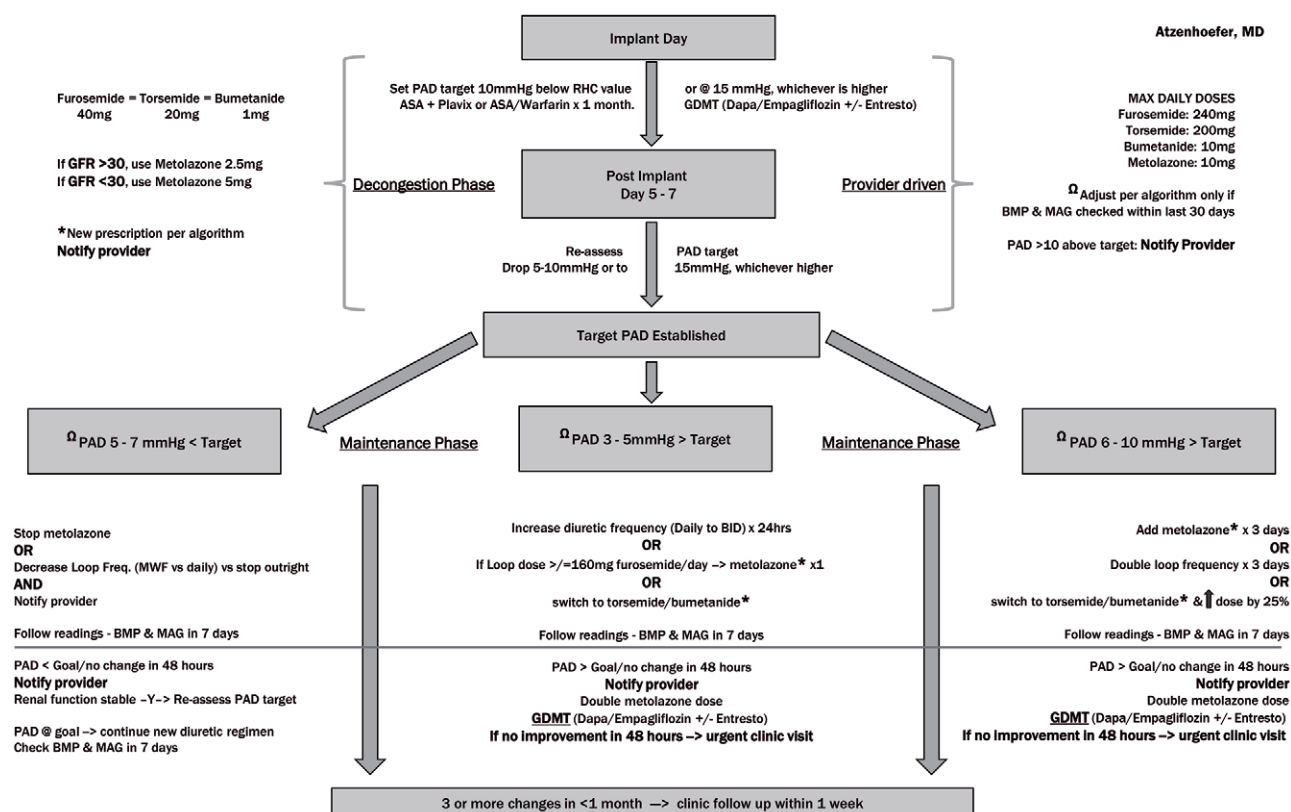 Implant Day
Atzenhoefer, MD
Furosemide = Torsemide = Bumetanide
40mg 20mg 1mg
If GFR >30, use Metolazone 2.5mg
If GFR <30, use Metolazone 5mg
*New prescription per algorithm
Notify provider
Set PAD target 10mmHg below RHC value
ASA + Plavix or ASA/Warfarin x 1 month.
or @ 15 mmHg, whichever is higher
GDMT (Dapa/Empagliflozin +/- Entresto)
MAX DAILY DOSES
Furosemide: 240mg
Torsemide: 200mg
Bumetanide: 10mg
Metolazone: 10mg
Ω Adjust per algorithm only if
BMP & MAG checked within last 30 days
PAD >10 above target: Notify Provider
Decongestion Phase
Post Implant
Day 5 - 7
Provider driven
Re-assess
Drop 5-10mmHg or to
PAD target
15mmHg, whichever higher
Target PAD Established
Ω PAD 5 - 7 mmHg < Target
Maintenance Phase
Ω PAD 3 - 5mmHg > Target
Maintenance Phase
Ω PAD 6 - 10 mmHg > Target
Stop metolazone
OR
Decrease Loop Freq. (MWF vs daily) vs stop outright
AND
Notify provider
Follow readings - BMP & MAG in 7 days
PAD < Goal/no change in 48 hours
Notify provider
Renal function stable –Y–> Re-assess PAD target
PAD @ goal –> continue new diuretic regimen
Check BMP & MAG in 7 days
Increase diuretic frequency (Daily to BID) x 24hrs
OR
If Loop dose >/=160mg furosemide/day –> metolazone* x1
OR
switch to torsemide/bumetanide*
Follow readings - BMP & MAG in 7 days
PAD > Goal/no change in 48 hours
Notify provider
Double metolazone dose
GDMT (Dapa/Empagliflozin +/- Entresto)
If no improvement in 48 hours –> urgent clinic visit
Add metolazone* x 3 days
OR
Double loop frequency x 3 days
OR
switch to torsemide/bumetanide* & ⬆ dose by 25%
Follow readings - BMP & MAG in 7 days
PAD > Goal/no change in 48 hours
Notify provider
Double metolazone dose
GDMT (Dapa/Empagliflozin +/- Entresto)
If no improvement in 48 hours –> urgent clinic visit
3 or more changes in <1 month —> clinic follow up within 1 week